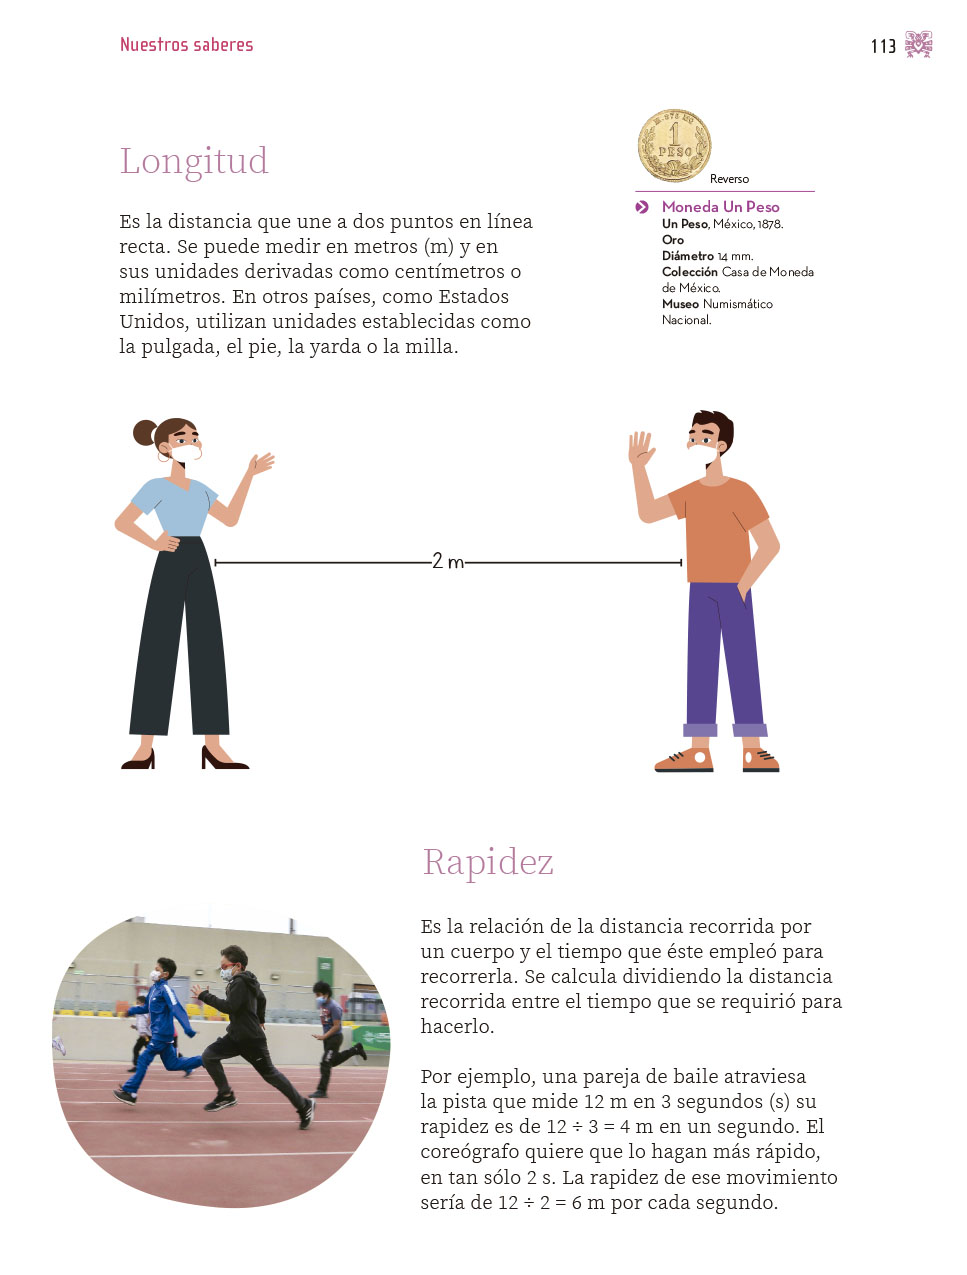 Nuestros saberes
113
Longitud
Es la distancia que une a dos puntos en línea
recta. Se puede medir en metros (m) y en
sus unidades derivadas como centímetros o
milímetros. En otros países, como Estados
Unidos, utilizan unidades establecidas como
la pulgada, el pie, la yarda o la milla.
1
PESO
Reverso
Moneda Un Peso
Un Peso, México, 1878.
Oro
Diámetro 14 mm.
Colección Casa de Moneda
de México.
Museo Numismático
Nacional.
2 m
Rapidez
Es la relación de la distancia recorrida por
un cuerpo y el tiempo que éste empleó para
recorrerla. Se calcula dividiendo la distancia
recorrida entre el tiempo que se requirió para
hacerlo.
Por ejemplo, una pareja de baile atraviesa
la pista que mide 12 m en 3 segundos (s) su
rapidez es de 12 ÷ 3 = 4 m en un segundo. El
coreógrafo quiere que lo hagan más rápido,
en tan sólo 2 s. La rapidez de ese movimiento
sería de 12 ÷ 2 = 6 m por cada segundo.